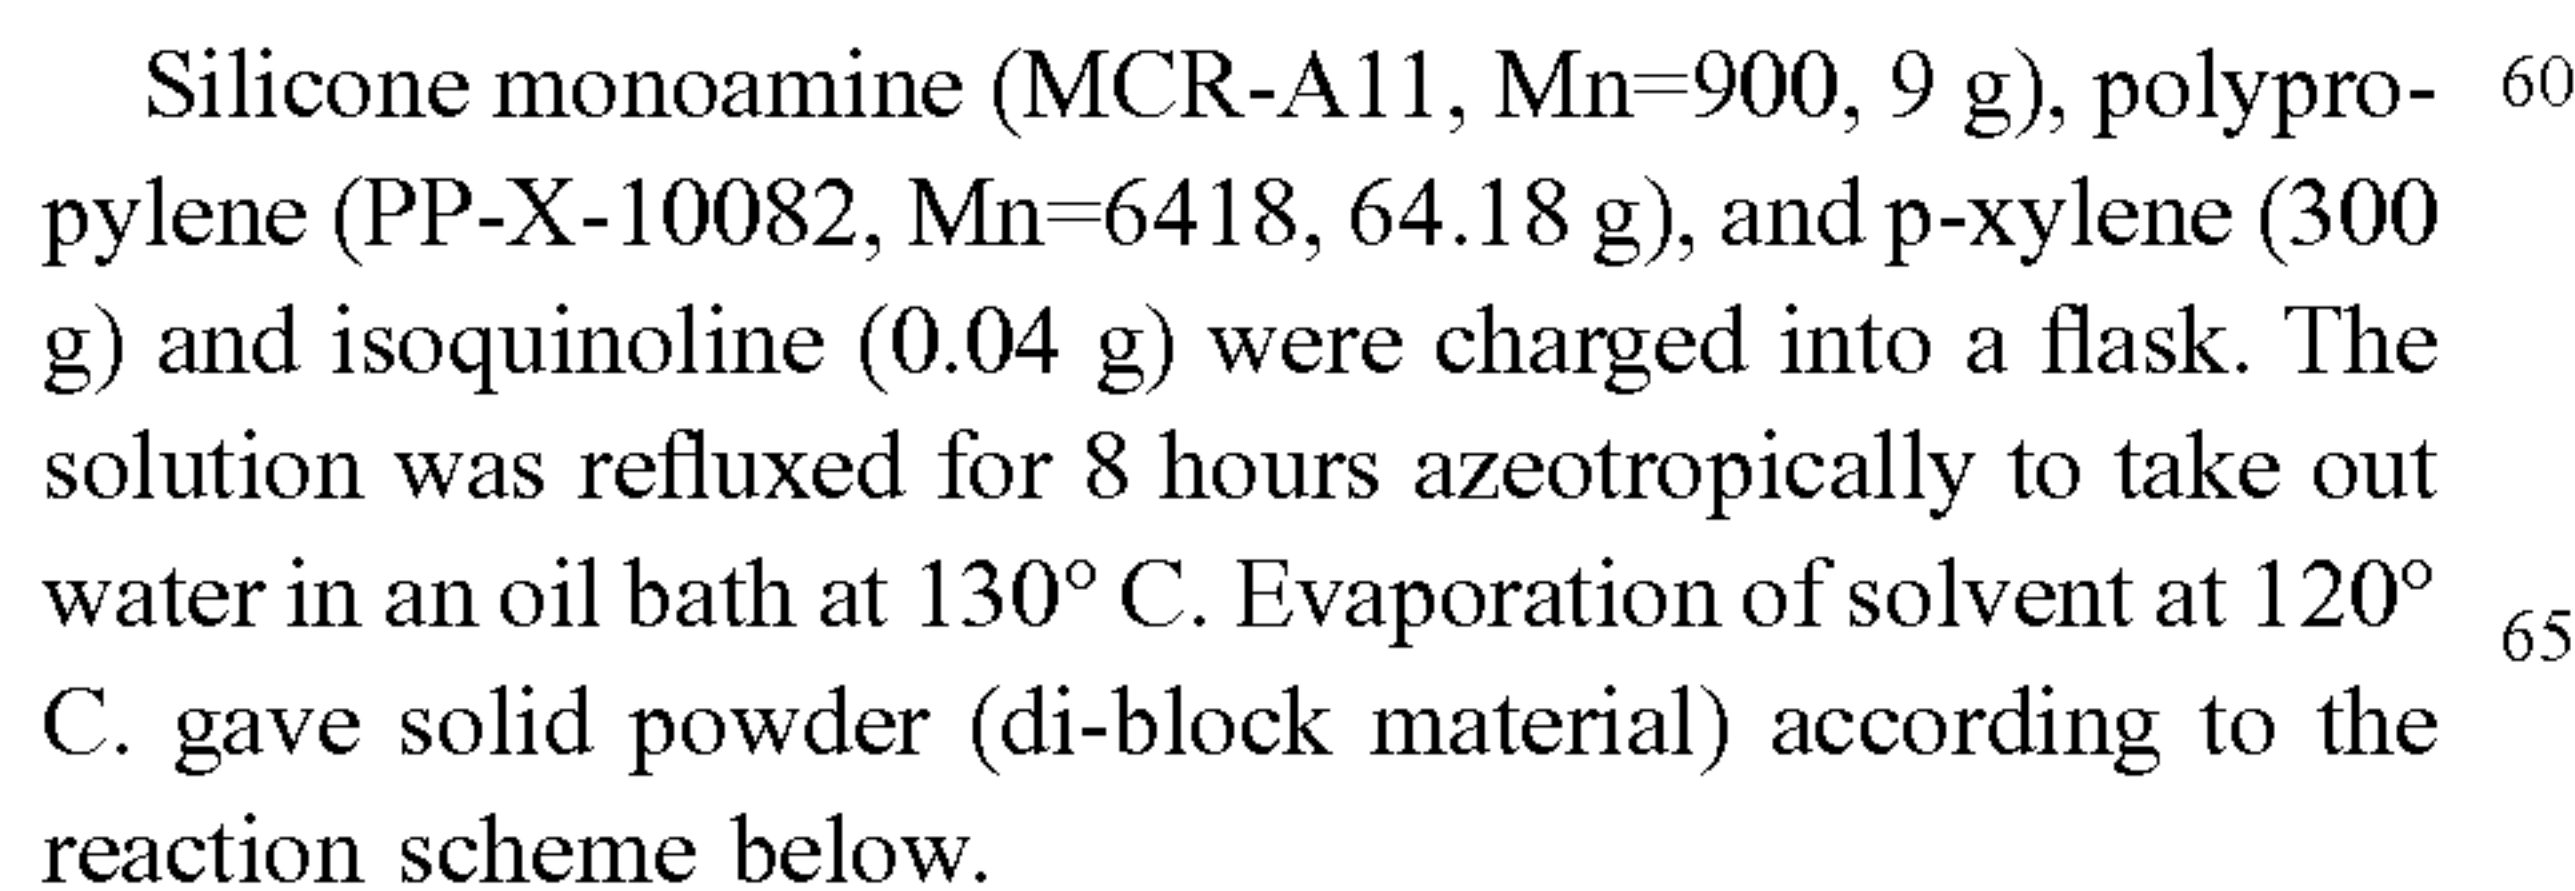 Silicone monoamine (MCR-A11, Mn=900, 9 g), polypro- 60
pylene (PP-X-10082, Mn=6418, 64.18 g), and p-xylene (300
g) and isoquinoline (0.04 g) were charged into a flask. The
solution was refluxed for 8 hours azeotropically to take out
water in an oil bath at 130° C. Evaporation of solvent at 120°
65
C. gave solid powder (di-block material) according to the
reaction scheme below.